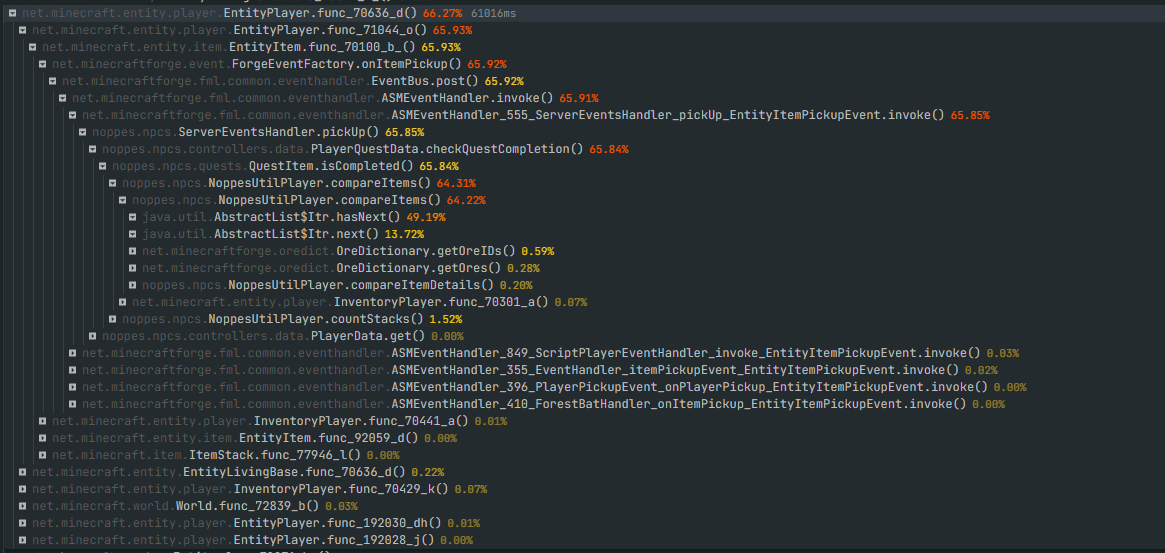 net.minecraft.entity.player.EntityPlayer.func_70636_d() 66.27% 61016ms
net.minecraft.entity.player.EntityPlayer.func_71044_o() 65.93%
net.minecraft.entity.item.EntityItem.func_70100_b_() 65.93%
net.minecraftforge.event.ForgeEventFactory.onItemPickup() 65.92%
net.minecraftforge.fml.common.eventhandler.EventBus.post() 65.92%
net.minecraftforge.fml.common.eventhandler.ASMEventHandler.invoke() 65.91%
net.minecraftforge.fml.common.eventhandler.ASMEventHandler_555_ServerEventsHandler_pickUp_EntityItemPickupEvent.invoke() 65.85%
noppes.npcs.ServerEventsHandler.pickUp() 65.85%
noppes.npcs.controllers.data.PlayerQuestData.checkQuestCompletion() 65.84%
noppes.npcs.quests.QuestItem.isCompleted() 65.84%
noppes.npcs.NoppesUtilPlayer.compareItems() 64.31%
noppes.npcs.NoppesUtilPlayer.compareItems() 64.22%
java.util.AbstractList$Itr.hasNext() 49.19%
java.util.AbstractList$Itr.next() 13.72%
net.minecraftforge.oredict.OreDictionary.getOreIDs() 0.59%
net.minecraftforge.oredict.OreDictionary.getOres() 0.28%
noppes.npcs.NoppesUtilPlayer.compareItemDetails() 0.20%
net.minecraft.entity.player.InventoryPlayer.func_70301_a() 0.07%
noppes.npcs.NoppesUtilPlayer.countStacks() 1.52%
noppes.npcs.controllers.data.PlayerData.get() 0.00%
net.minecraftforge.fml.common.eventhandler.ASMEventHandler_849_ScriptPlayerEventHandler_invoke_EntityItemPickupEvent.invoke() 0.03%
net.minecraftforge.fml.common.eventhandler.ASMEventHandler_355_EventHandler_itemPickupEvent_EntityItemPickupEvent.invoke() 0.02%
net.minecraftforge.fml.common.eventhandler.ASMEventHandler_396_PlayerPickupEvent_onPlayerPickup_EntityItemPickupEvent.invoke() 0.00%
net.minecraftforge.fml.common.eventhandler.ASMEventHandler_410_ForestBatHandler_onItemPickup_EntityItemPickupEvent.invoke() 0.00%
net.minecraft.entity.player.InventoryPlayer.func_70441_a() 0.01%
net.minecraft.entity.item.EntityItem.func_92059_d() 0.00%
net.minecraft.item.ItemStack.func_77946_l() 0.00%
net.minecraft.entity.EntityLivingBase.func_70636_d() 0.22%
net.minecraft.entity.player.InventoryPlayer.func_70429_k() 0.07%
net.minecraft.world.World.func_72839_b() 0.03%
net.minecraft.entity.player.EntityPlayer.func_192030_dh() 0.01%
net.minecraft.entity.player.EntityPlayer.func_192028_j() 0.00%